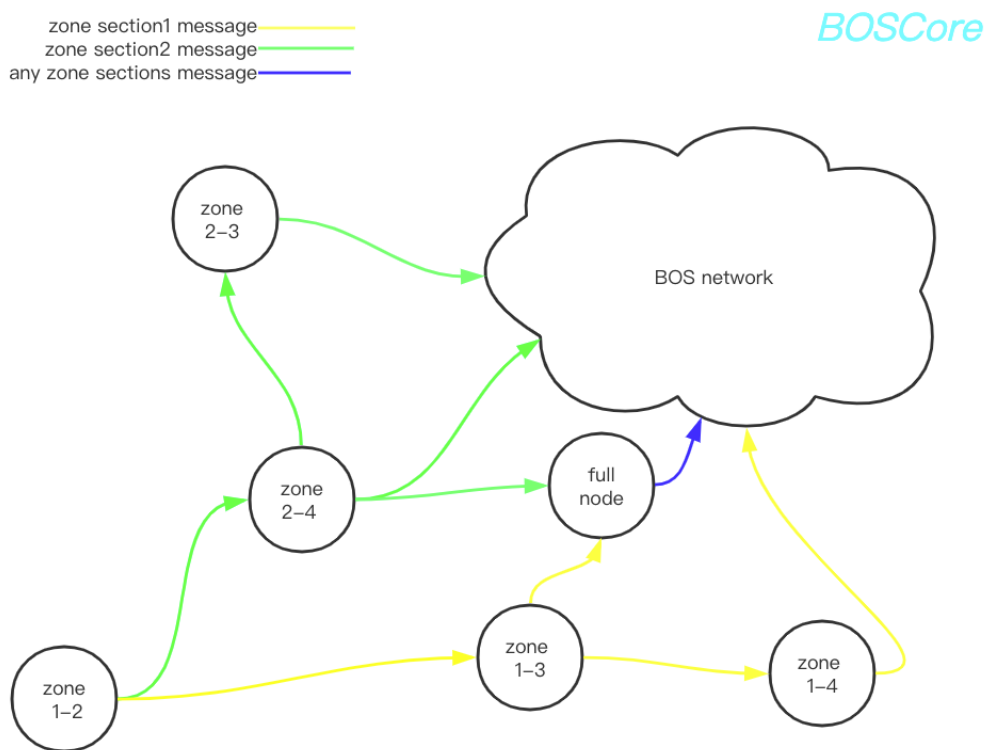 zone section1 message
zone section2 message
any zone sections message
BOSCore
zone
2-3
BOS network
zone
2-4
full
node
zone
1-3
zone
1-4
zone
1-2